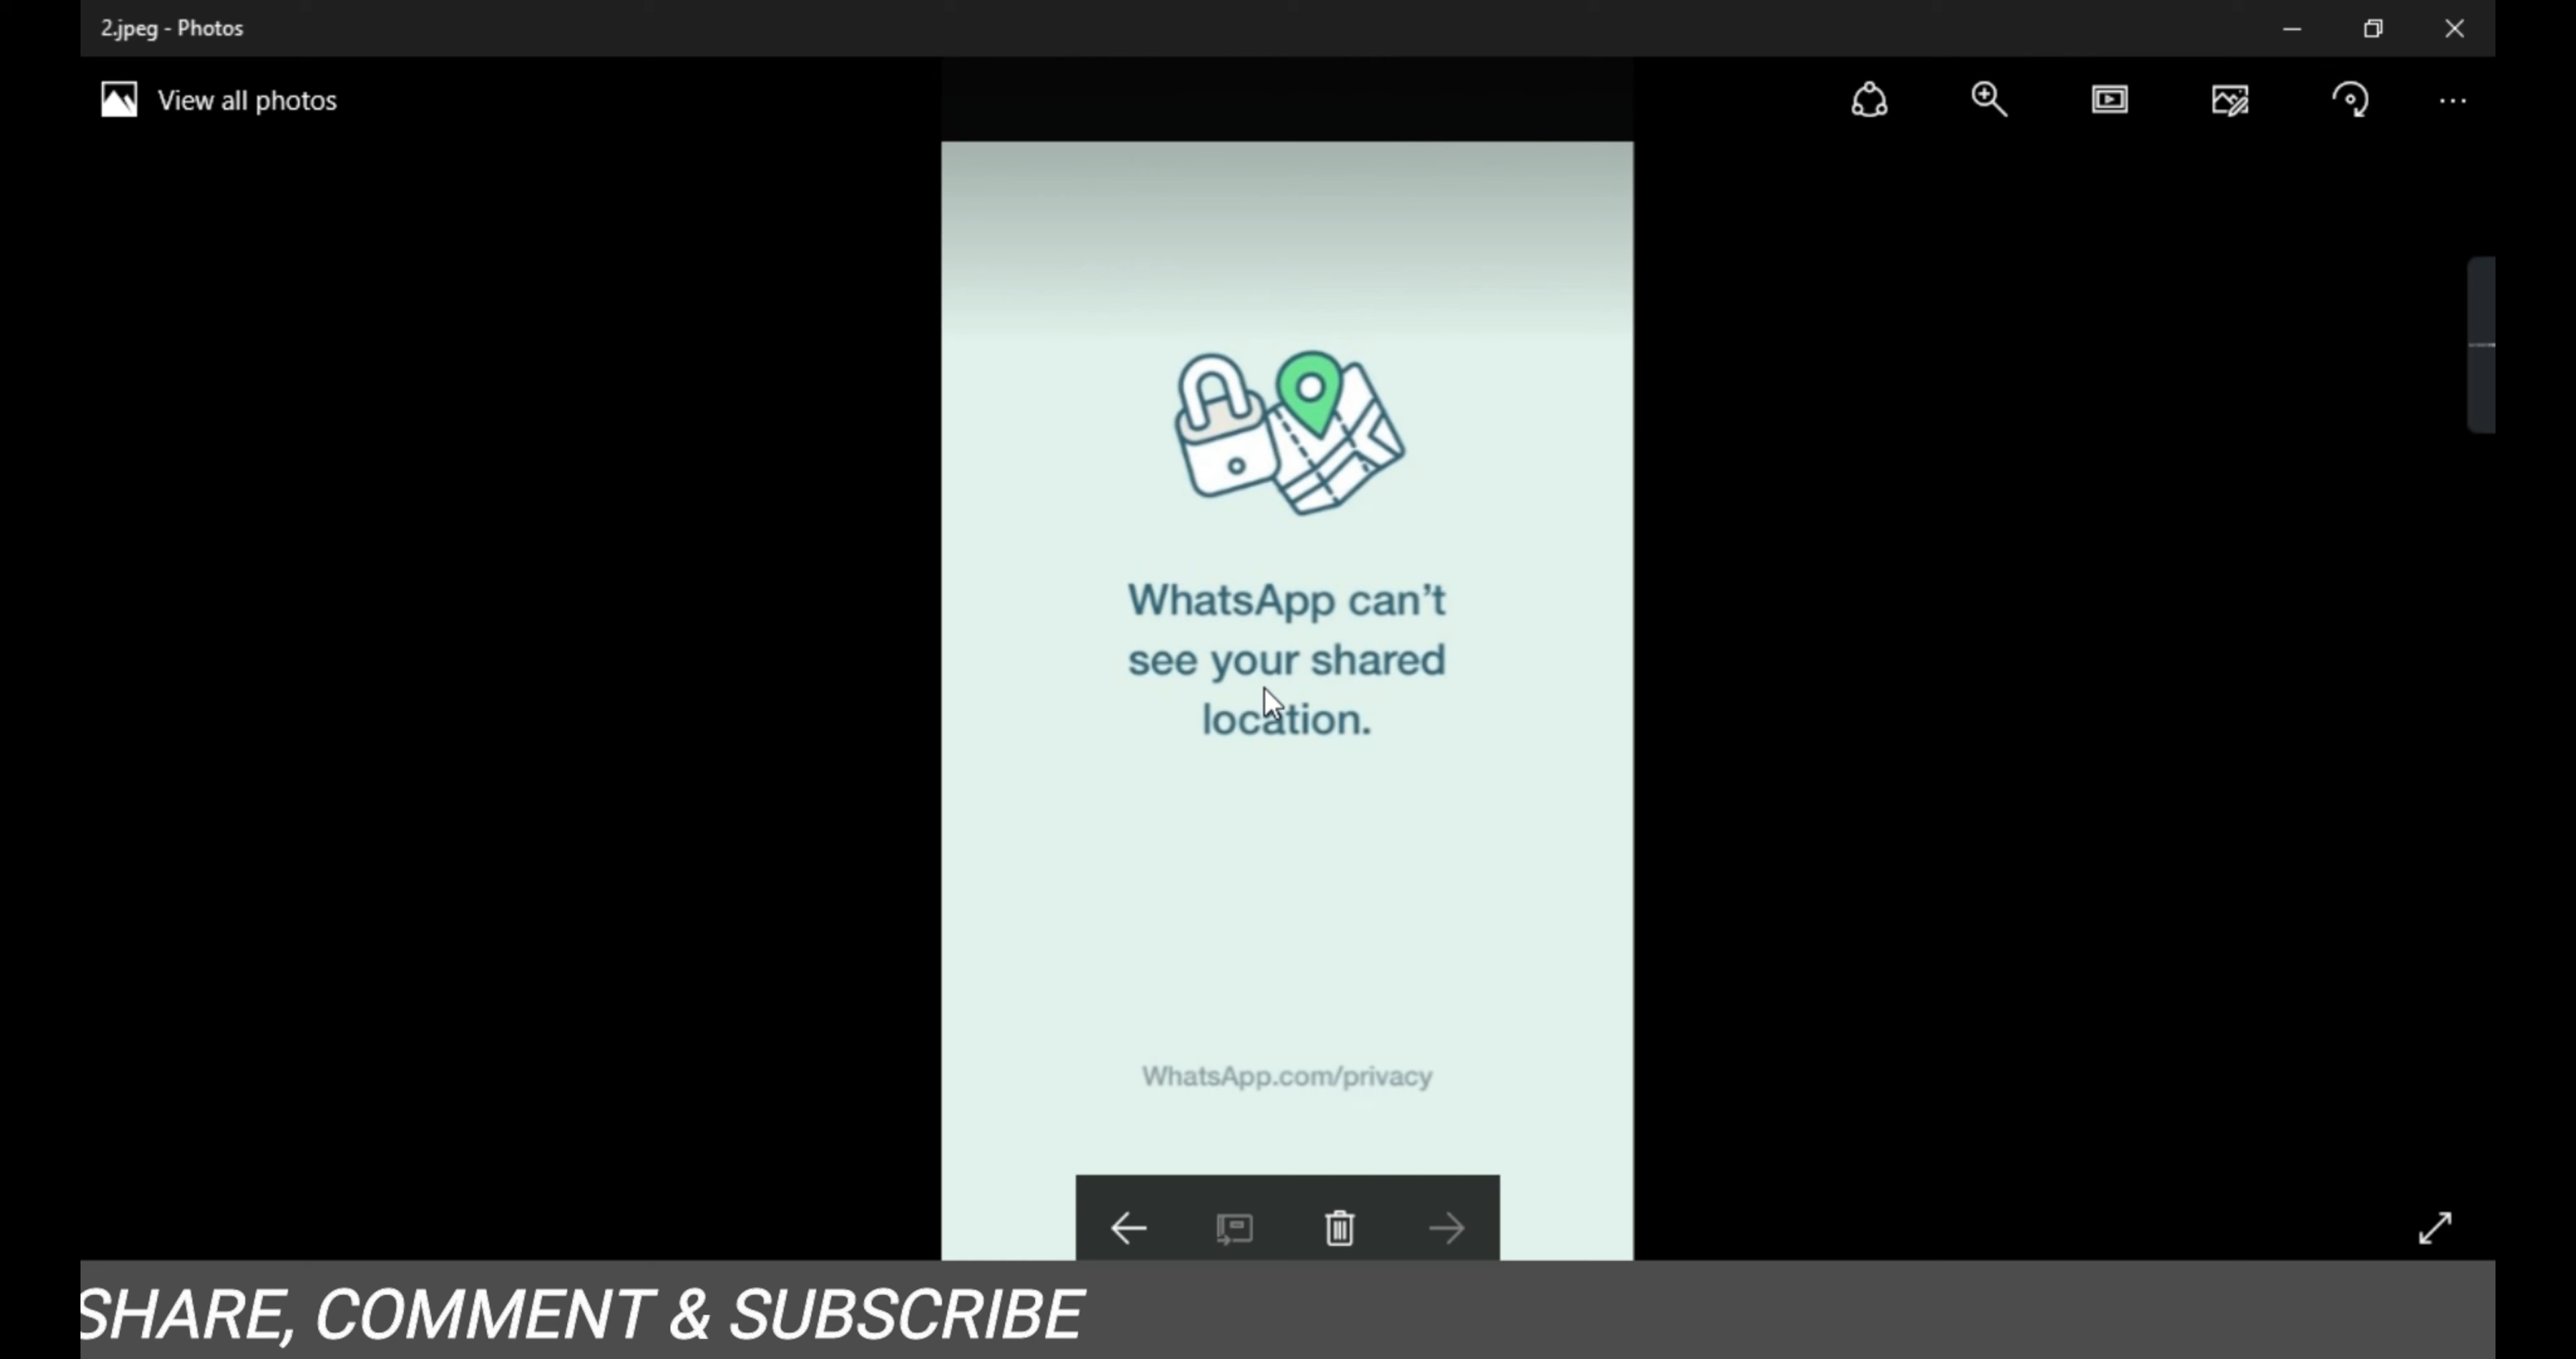 2.jpeg - Photos
View all photos
WhatsApp can't
see your shared
location.
WhatsApp.com/privacy
SHARE, COMMENT & SUBSCRIBE